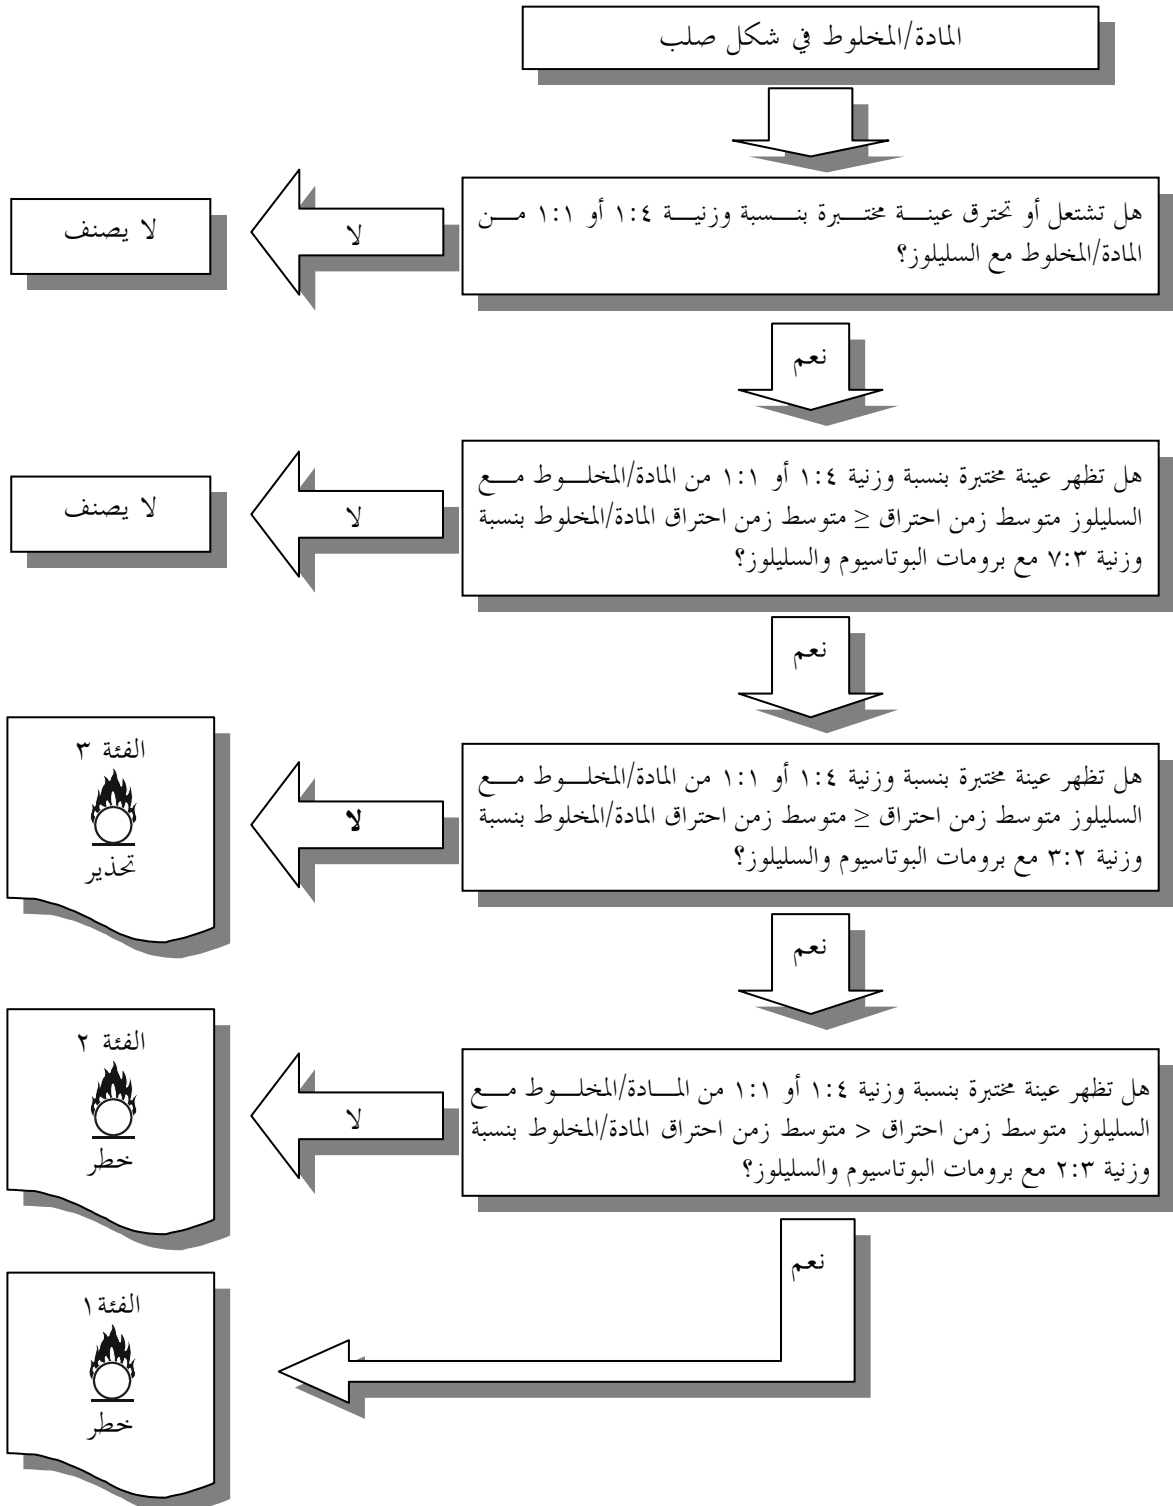 المادة/المخلوط في شكل صلب
هل تشتعل أو تحترق عينة مختبرة بنسبة وزنية ١:٤ أو ١:١ من
المادة/المخلوط مع السليلوز؟
لا
لا يصنف
نعم
هل تظهر عينة مختبرة بنسبة وزنية ١:٤ أو ١:١ من المادة/المخلوط مع
السليلوز متوسط زمن احتراق ≥ متوسط زمن احتراق المادة/المخلوط بنسبة
وزنية ٧:٣ مع برومات البوتاسيوم والسليلوز؟
لا
لا يصنف
نعم
هل تظهر عينة مختبرة بنسبة وزنية ١:٤ أو ١:١ من المادة/المخلوط مع
السليلوز متوسط زمن احتراق ≥ متوسط زمن احتراق المادة/المخلوط بنسبة
وزنية ٣:٢ مع برومات البوتاسيوم والسليلوز؟
لا
الفئة ٣
تحذير
نعم
هل تظهر عينة مختبرة بنسبة وزنية ١:٤ أو ١:١ من المادة/المخلوط مع
السليلوز متوسط زمن احتراق > متوسط زمن احتراق المادة/المخلوط بنسبة
وزنية ٢:٣ مع برومات البوتاسيوم والسليلوز؟
لا
الفئة ٢
خطر
نعم
الفئة ١
خطر